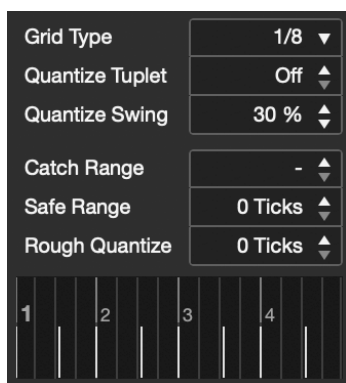 Grid Type 1/8
Quantize Tuplet Off
Quantize Swing 30 %
Catch Range -
Safe Range 0 Ticks
Rough Quantize 0 Ticks
1 2 3 4